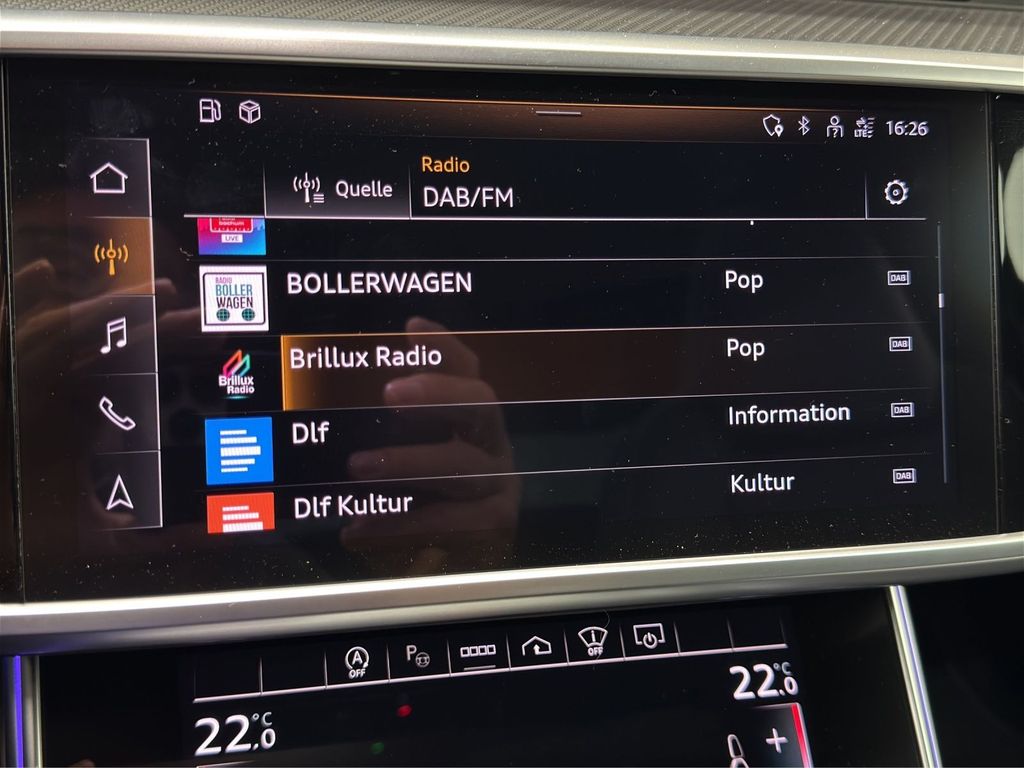 LTE
16:26
Quelle
Radio
DAB/FM
LIVE
RADIO
BOLLER
WAGEN
BOLLERWAGEN
Pop
DAB
Brillux
Radio
Brillux Radio
Pop
DAB
Dlf
Information
DAB
Dlf Kultur
Kultur
DAB
A
OFF
P
OFF
22.0 °C
22.0 °C
+